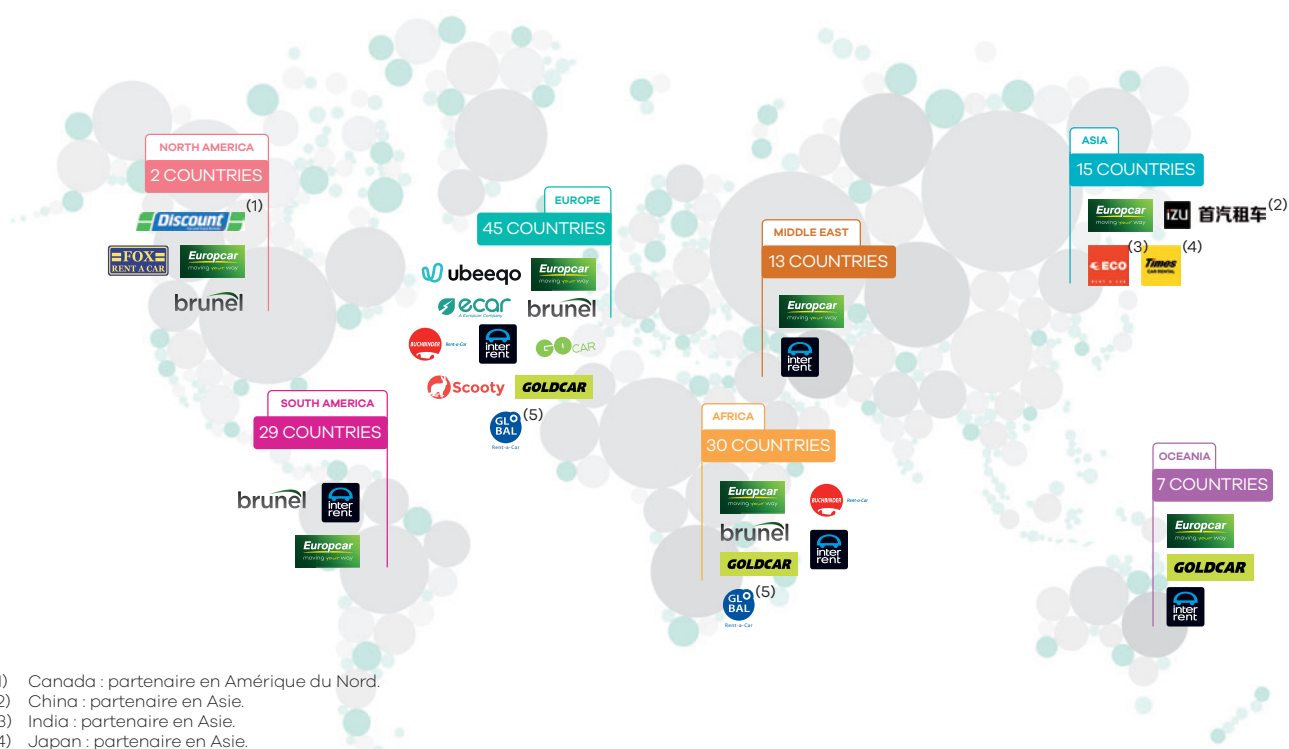 NORTH AMERICA
2 COUNTRIES
Discount (1)
FOX
RENT A CAR
Europcar
moving your way
brunel
EUROPE
45 COUNTRIES
ubeeqo
Europcar
moving your way
ecar
A Europcar Company
brunel
BUCHBINDER Rent-a-Car
inter
rent
GOCAR
Scooty
GOLDCAR
GLOBAL (5)
Rent-a-Car
MIDDLE EAST
13 COUNTRIES
Europcar
moving your way
inter
rent
ASIA
15 COUNTRIES
Europcar
moving your way
iZU 首汽租车 (2)
ECO (3)
RENT A CAR
Times (4)
CAR RENTAL
SOUTH AMERICA
29 COUNTRIES
brunel
inter
rent
Europcar
moving your way
AFRICA
30 COUNTRIES
Europcar
moving your way
BUCHBINDER Rent-a-Car
brunel
inter
rent
GOLDCAR
GLOBAL (5)
Rent-a-Car
OCEANIA
7 COUNTRIES
Europcar
moving your way
GOLDCAR
inter
rent
1) Canada : partenaire en Amérique du Nord.
2) China : partenaire en Asie.
3) India : partenaire en Asie.
4) Japan : partenaire en Asie.